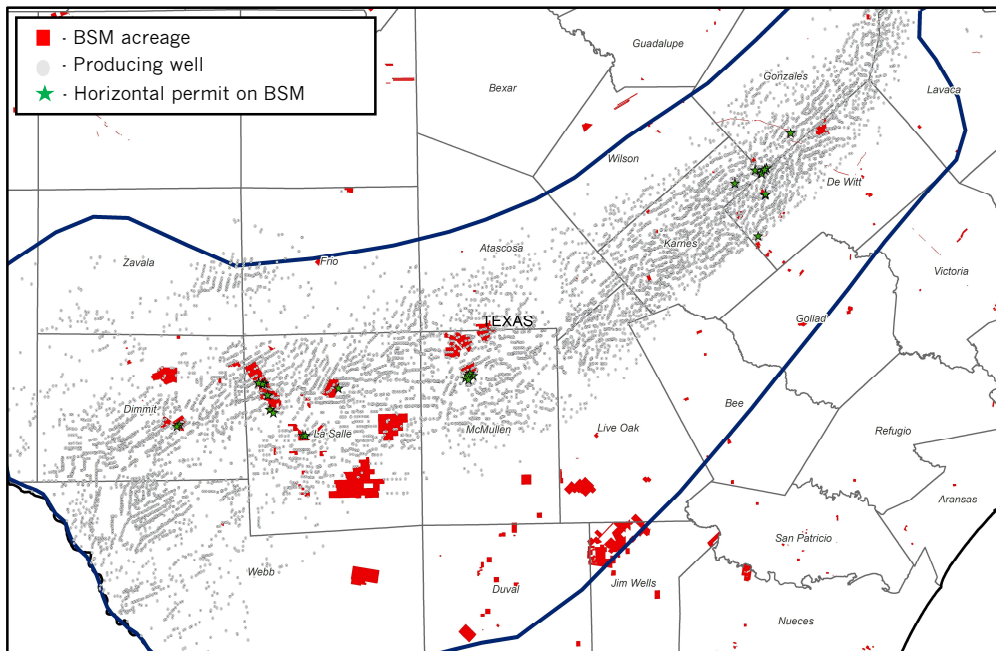 · BSM acreage
· Producing well
· Horizontal permit on BSM
Guadalupe
Bexar
Gonzales
Lavaca
Wilson
De Witt
Zavala
Frio
Atascosa
Karnes
Victoria
TEXAS
Goliad
Dimmit
La Salle
McMullen
Live Oak
Bee
Refugio
Aransas
San Patricio
Webb
Duval
Jim Wells
Nueces